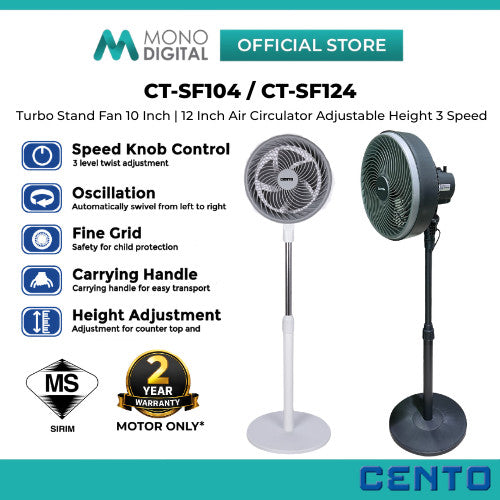 MONO
DIGITAL
OFFICIAL STORE
CT-SF104 / CT-SF124
Turbo Stand Fan 10 Inch | 12 Inch Air Circulator Adjustable Height 3 Speed
Speed Knob Control
3 level twist adjustment
Oscillation
Automatically swivel from left to right
Fine Grid
Safety for child protection
Carrying Handle
Carrying handle for easy transport
Height Adjustment
Adjustment for counter top and
MS
SIRIM
2
YEAR
WARRANTY
MOTOR ONLY*
CENTO
CENTO